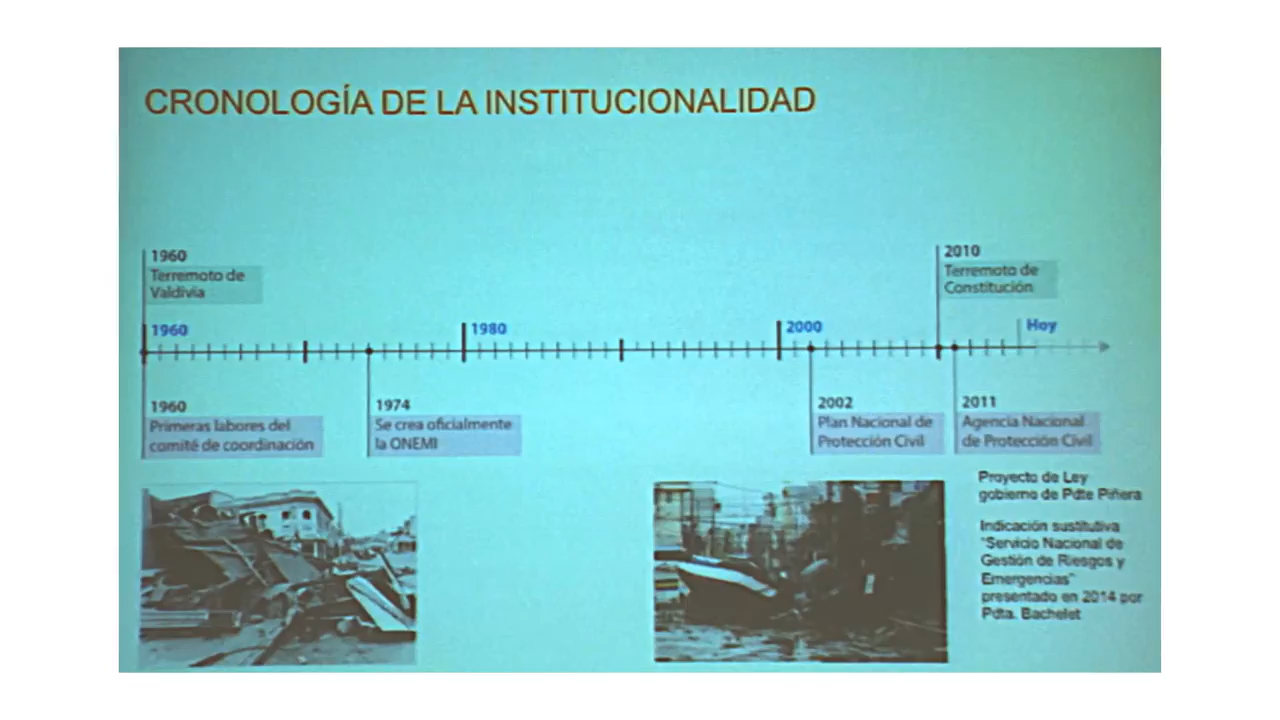 CRONOLOGÍA DE LA INSTITUCIONALIDAD
1960
Terremoto de
Valdivia
2010
Terremoto de
Constitución
1960
1980
2000
Hoy
1960
Primeras labores del
comité de coordinación
1974
Se crea oficialmente
la ONEMI
2002
Plan Nacional de
Protección Civil
2011
Agencia Nacional
de Protección Civil
Proyecto de Ley
gobierno de Pdte Piñera
Indicación sustitutiva
"Servicio Nacional de
Gestión de Riesgos y
Emergencias"
presentado en 2014 por
Pdta. Bachelet